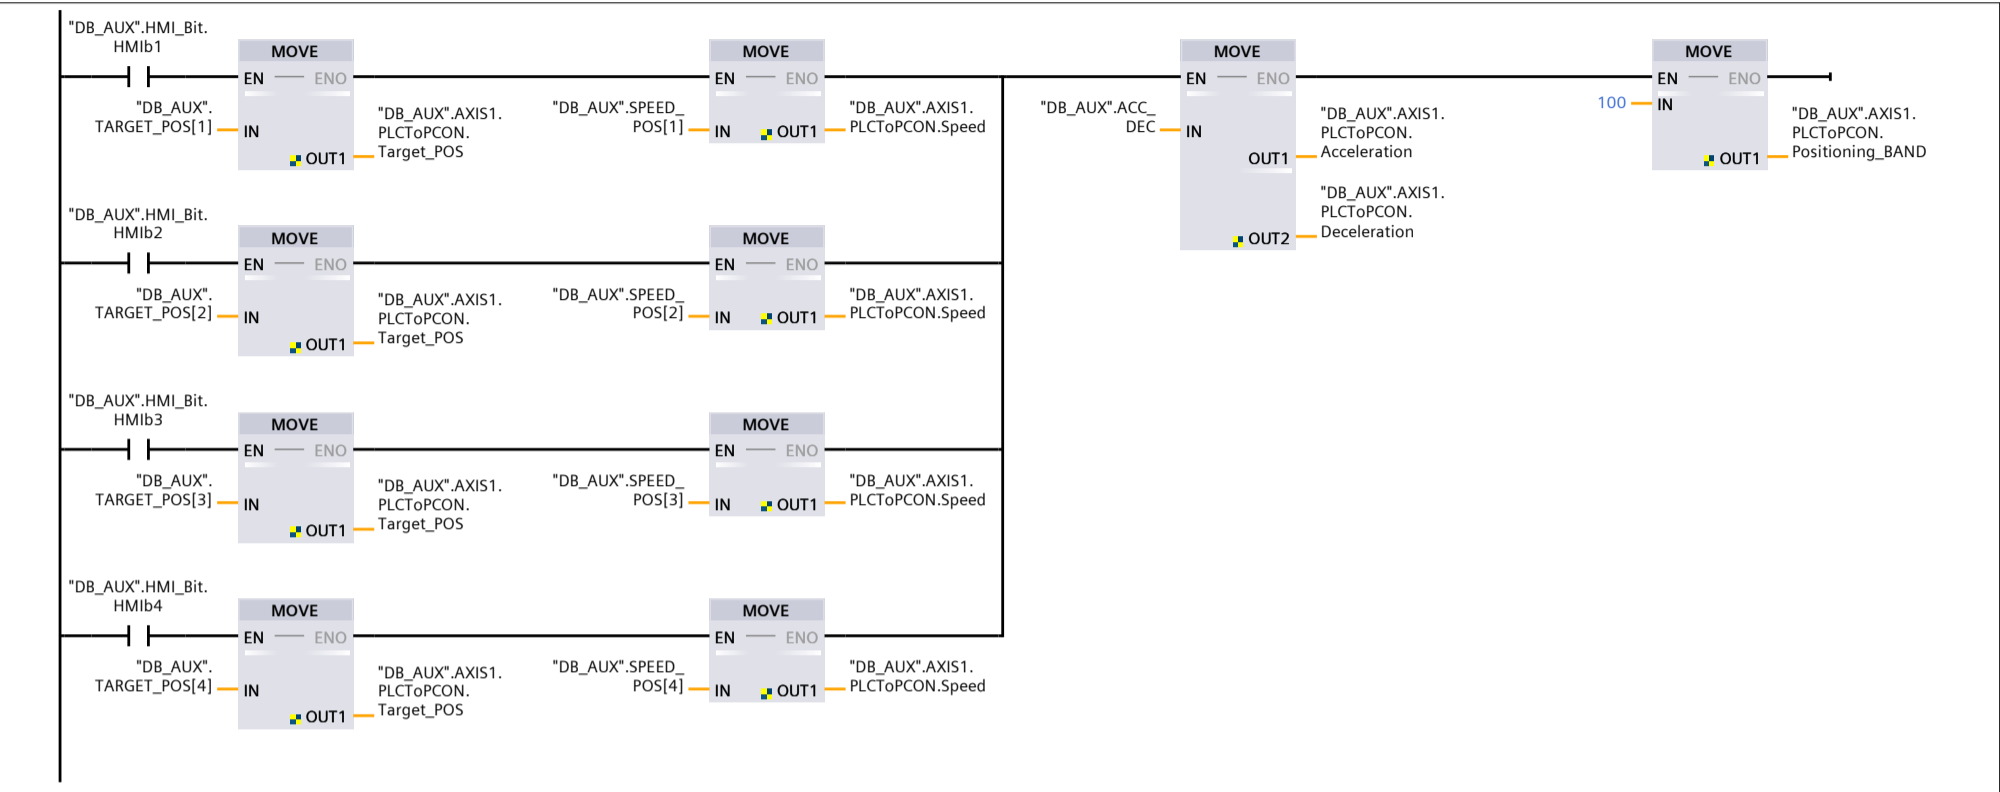 "DB_AUX".HMI_Bit.
HMIb1
MOVE
EN
ENO
"DB_AUX".
TARGET_POS[1]
IN
OUT1
"DB_AUX".AXIS1.
PLCToPCON.
Target_POS
MOVE
EN
ENO
"DB_AUX".SPEED_
POS[1]
IN
OUT1
"DB_AUX".AXIS1.
PLCToPCON.Speed
MOVE
EN
ENO
"DB_AUX".ACC_
DEC
IN
OUT1
"DB_AUX".AXIS1.
PLCToPCON.
Acceleration
OUT2
"DB_AUX".AXIS1.
PLCToPCON.
Deceleration
MOVE
EN
ENO
100
IN
OUT1
"DB_AUX".AXIS1.
PLCToPCON.
Positioning_BAND
"DB_AUX".HMI_Bit.
HMIb2
MOVE
EN
ENO
"DB_AUX".
TARGET_POS[2]
IN
OUT1
"DB_AUX".AXIS1.
PLCToPCON.
Target_POS
MOVE
EN
ENO
"DB_AUX".SPEED_
POS[2]
IN
OUT1
"DB_AUX".AXIS1.
PLCToPCON.Speed
"DB_AUX".HMI_Bit.
HMIb3
MOVE
EN
ENO
"DB_AUX".
TARGET_POS[3]
IN
OUT1
"DB_AUX".AXIS1.
PLCToPCON.
Target_POS
MOVE
EN
ENO
"DB_AUX".SPEED_
POS[3]
IN
OUT1
"DB_AUX".AXIS1.
PLCToPCON.Speed
"DB_AUX".HMI_Bit.
HMIb4
MOVE
EN
ENO
"DB_AUX".
TARGET_POS[4]
IN
OUT1
"DB_AUX".AXIS1.
PLCToPCON.
Target_POS
MOVE
EN
ENO
"DB_AUX".SPEED_
POS[4]
IN
OUT1
"DB_AUX".AXIS1.
PLCToPCON.Speed